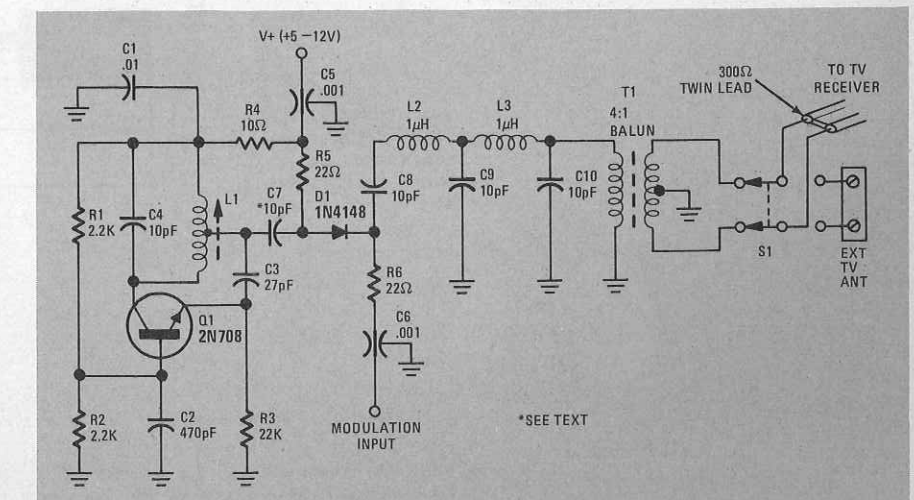 V+ (+5 –12V)
C1
.01
C5
.001
R4
10Ω
L2
1μH
L3
1μH
T1
4:1
BALUN
300Ω
TWIN LEAD
TO TV
RECEIVER
R5
22Ω
D1
1N4148
C8
10pF
C9
10pF
C10
10pF
R1
2.2K
C4
10pF
L1
C7
*10pF
C3
27pF
R6
22Ω
S1
EXT
TV
ANT
Q1
2N708
C6
.001
R2
2.2K
C2
470pF
R3
22K
MODULATION
INPUT
*SEE TEXT